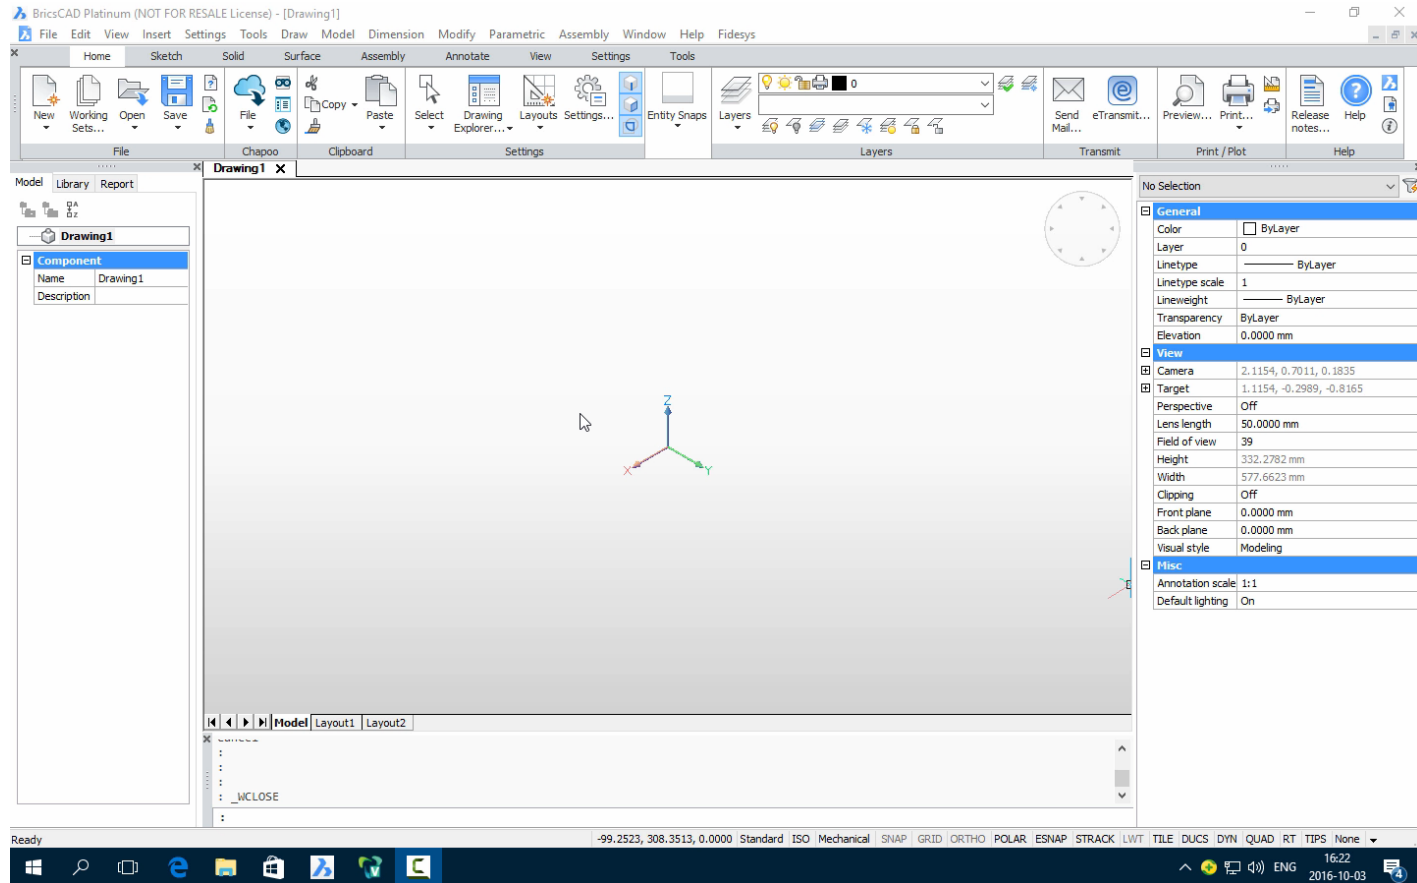 BricsCAD Platinum (NOT FOR RESALE License) - [Drawing1]
File Edit View Insert Settings Tools Draw Model Dimension Modify Parametric Assembly Window Help Fidesys
Home Sketch Solid Surface Assembly Annotate View Settings Tools
New Working Sets... Open Save File Copy Paste Select Drawing Explorer... Layouts Settings... Entity Snaps Layers 0 Send Mail... eTransmit... Preview... Print... Release notes... Help
File Chapoo Clipboard Settings Layers Transmit Print / Plot Help
Drawing1
Model Library Report
Drawing1
Component
Name Drawing1
Description
Z
X
Y
No Selection
General
Color ByLayer
Layer 0
Linetype ByLayer
Linetype scale 1
Lineweight ByLayer
Transparency ByLayer
Elevation 0.0000 mm
View
Camera 2.1154, 0.7011, 0.1835
Target 1.1154, -0.2989, -0.8165
Perspective Off
Lens length 50.0000 mm
Field of view 39
Height 332.2782 mm
Width 577.6623 mm
Clipping Off
Front plane 0.0000 mm
Back plane 0.0000 mm
Visual style Modeling
Misc
Annotation scale 1:1
Default lighting On
Model Layout1 Layout2
:
:
:
: _WCLOSE
:
Ready
-99.2523, 308.3513, 0.0000 Standard ISO Mechanical SNAP GRID ORTHO POLAR ESNAP STRACK LWT TILE DUCS DYN QUAD RT TIPS None
ENG
16:22
2016-10-03
4